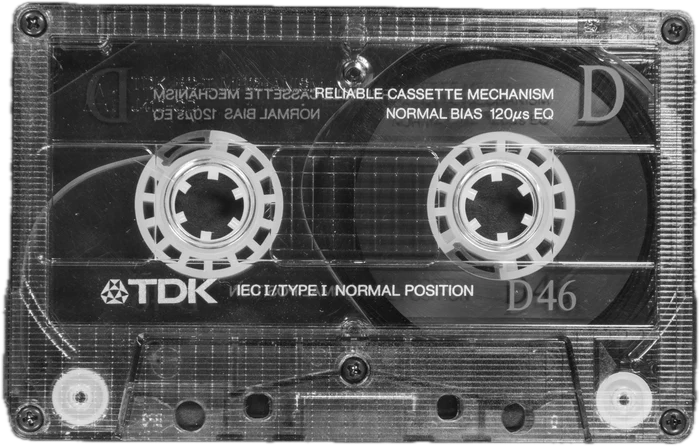 RELIABLE CASSETTE MECHANISM D
NORMAL BIAS 120µs EQ
TDK IEC I/TYPE I NORMAL POSITION D46